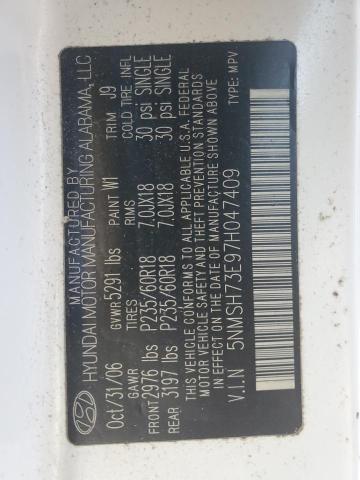 MANUFACTURED BY
HYUNDAI MOTOR MANUFACTURING ALABAMA, LLC
Oct/31/06 GVWR 5291 lbs PAINT W1 TRIM J9
GAWR TIRES RIMS COLD TIRE INFL
FRONT 2976 lbs P235/60R18 7.0JX18 30 psi SINGLE
REAR 3197 lbs P235/60R18 7.0JX18 30 psi SINGLE
THIS VEHICLE CONFORMS TO ALL APPLICABLE U.S.A. FEDERAL
MOTOR VEHICLE SAFETY AND THEFT PREVENTION STANDARDS
IN EFFECT ON THE DATE OF MANUFACTURE SHOWN ABOVE
V.I.N 5NMSH73E97H047409 TYPE: MPV